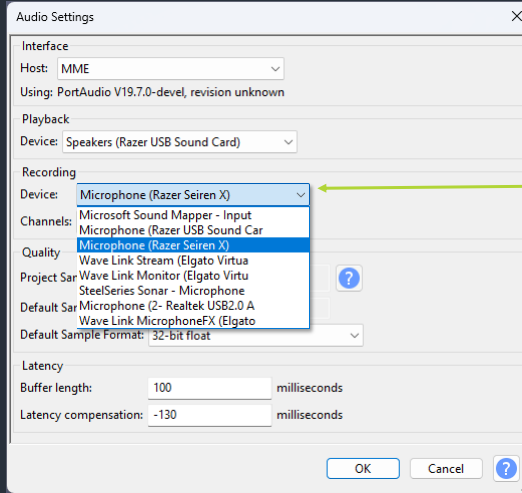 Audio Settings
Interface
Host: MME
Using: PortAudio V19.7.0-devel, revision unknown
Playback
Device: Speakers (Razer USB Sound Card)
Recording
Device: Microphone (Razer Seiren X)
Microsoft Sound Mapper - Input
Channels: Microphone (Razer USB Sound Car
Microphone (Razer Seiren X)
Quality
Wave Link Stream (Elgato Virtua
Project Sam Wave Link Monitor (Elgato Virtu
SteelSeries Sonar - Microphone
Default Sam Microphone (2- Realtek USB2.0 A
Wave Link MicrophoneFX (Elgato
Default Sample Format: 32-bit float
Latency
Buffer length: 100 milliseconds
Latency compensation: -130 milliseconds
OK Cancel ?